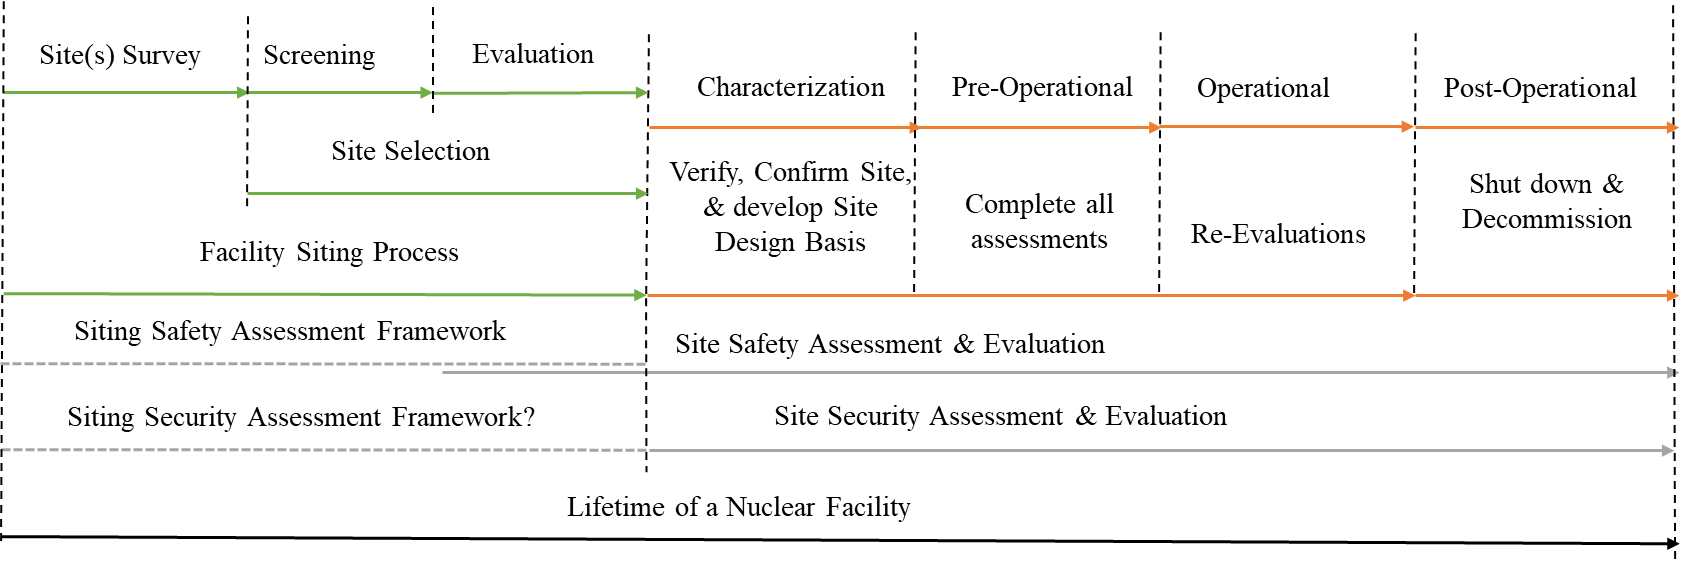 Site(s) Survey
Screening
Evaluation
Characterization
Pre-Operational
Operational
Post-Operational
Site Selection
Verify, Confirm Site,
& develop Site
Design Basis
Complete all
assessments
Re-Evaluations
Shut down &
Decommission
Facility Siting Process
Siting Safety Assessment Framework
Site Safety Assessment & Evaluation
Siting Security Assessment Framework?
Site Security Assessment & Evaluation
Lifetime of a Nuclear Facility